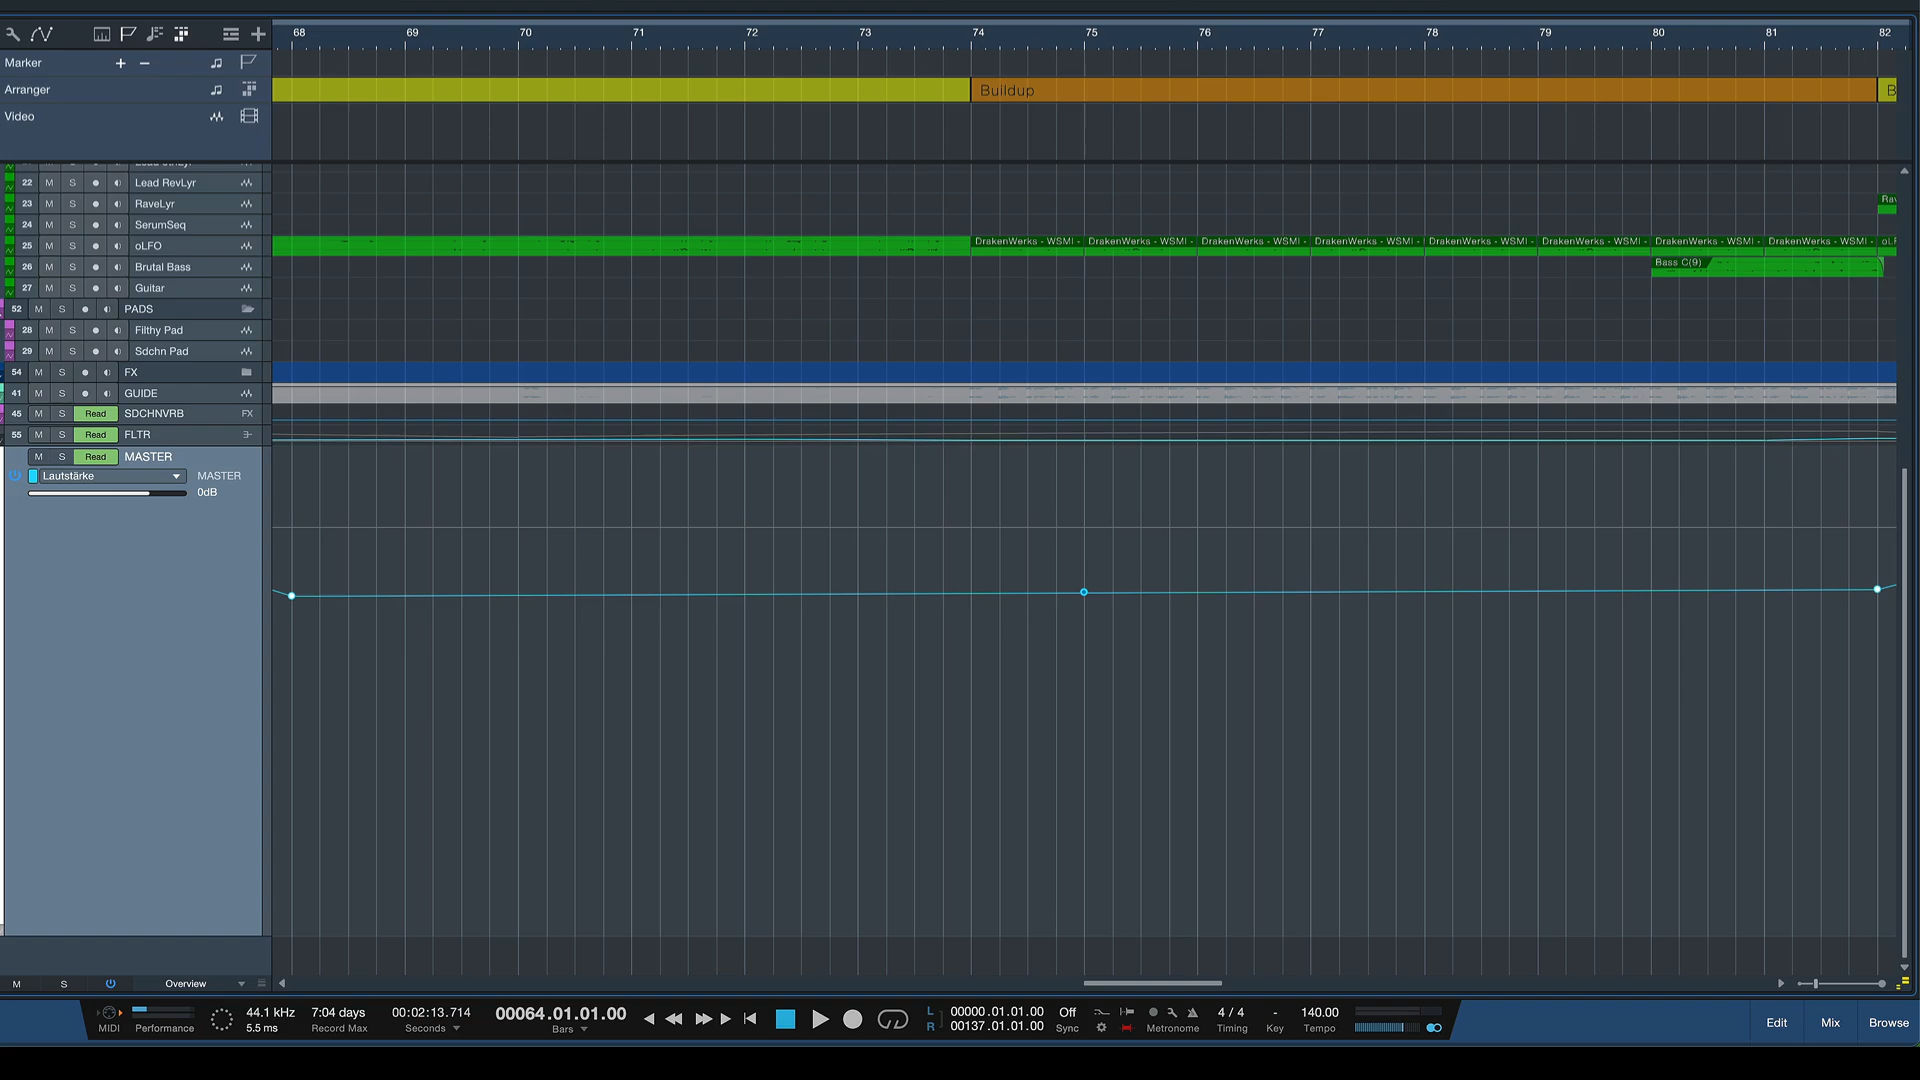 68 69 70 71 72 73 74 75 76 77 78 79 80 81 82
Marker + −
Arranger
Buildup B
Video
22 M S Lead RevLyr
23 M S RaveLyr
Rav
24 M S SerumSeq
25 M S oLFO
DrakenWerks - WSMI - DrakenWerks - WSMI - DrakenWerks - WSMI - DrakenWerks - WSMI - DrakenWerks - WSMI - DrakenWerks - WSMI - DrakenWerks - WSMI - DrakenWerks - WSMI - oLF
26 M S Brutal Bass
Bass C(9)
27 M S Guitar
52 M S PADS
28 M S Filthy Pad
29 M S Sdchn Pad
54 M S FX
41 M S GUIDE
45 M S Read SDCHNVRB FX
55 M S Read FLTR
M S Read MASTER
Lautstärke MASTER
0dB
M S Overview
MIDI
Performance
44.1 kHz
5.5 ms
7:04 days
Record Max
00:02:13.714
Seconds
00064.01.01.00
Bars
L 00000.01.01.00
R 00137.01.01.00
Off
Sync
Metronome
4 / 4
Timing
-
Key
140.00
Tempo
Edit Mix Browse